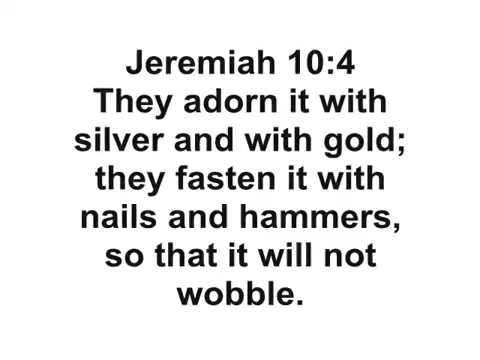 Jeremiah 10:4
They adorn it with
silver and with gold;
they fasten it with
nails and hammers,
so that it will not
wobble.